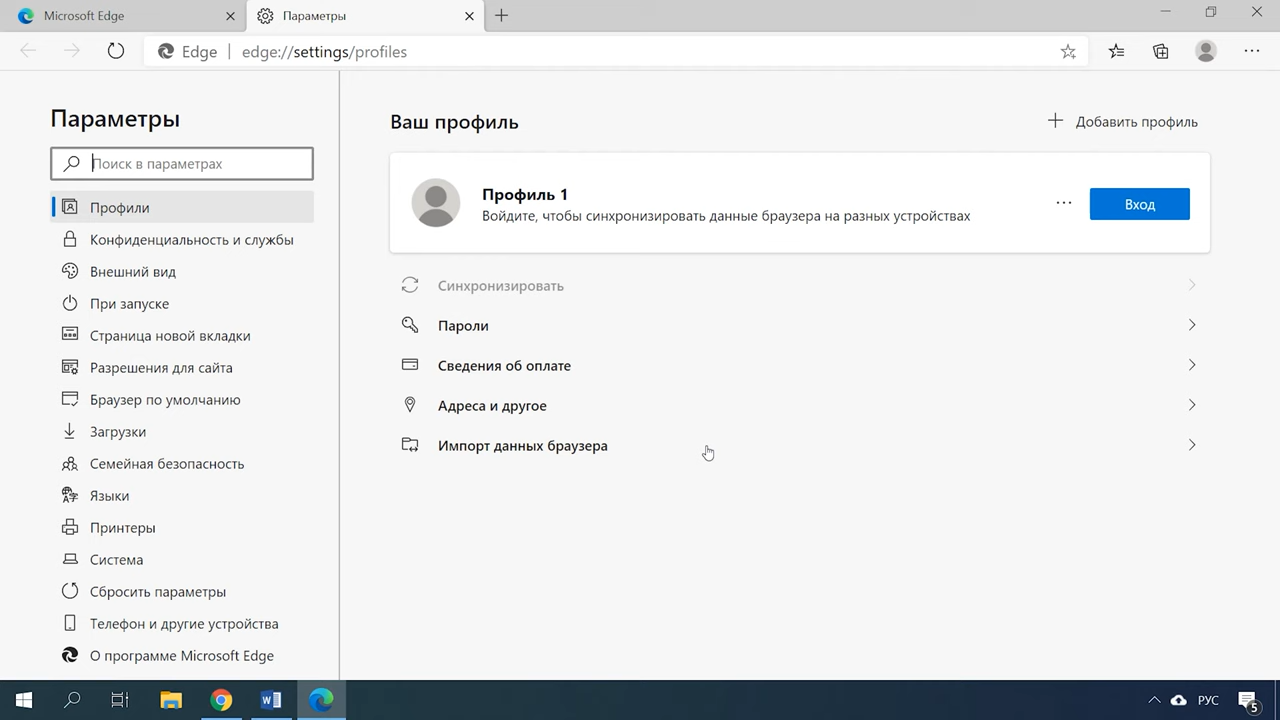 Microsoft Edge
Параметры
Edge | edge://settings/profiles
Параметры
Поиск в параметрах
Профили
Конфиденциальность и службы
Внешний вид
При запуске
Страница новой вкладки
Разрешения для сайта
Браузер по умолчанию
Загрузки
Семейная безопасность
Языки
Принтеры
Система
Сбросить параметры
Телефон и другие устройства
О программе Microsoft Edge
Ваш профиль
Добавить профиль
Профиль 1
Войдите, чтобы синхронизировать данные браузера на разных устройствах
Вход
Синхронизировать
Пароли
Сведения об оплате
Адреса и другое
Импорт данных браузера
РУС
5